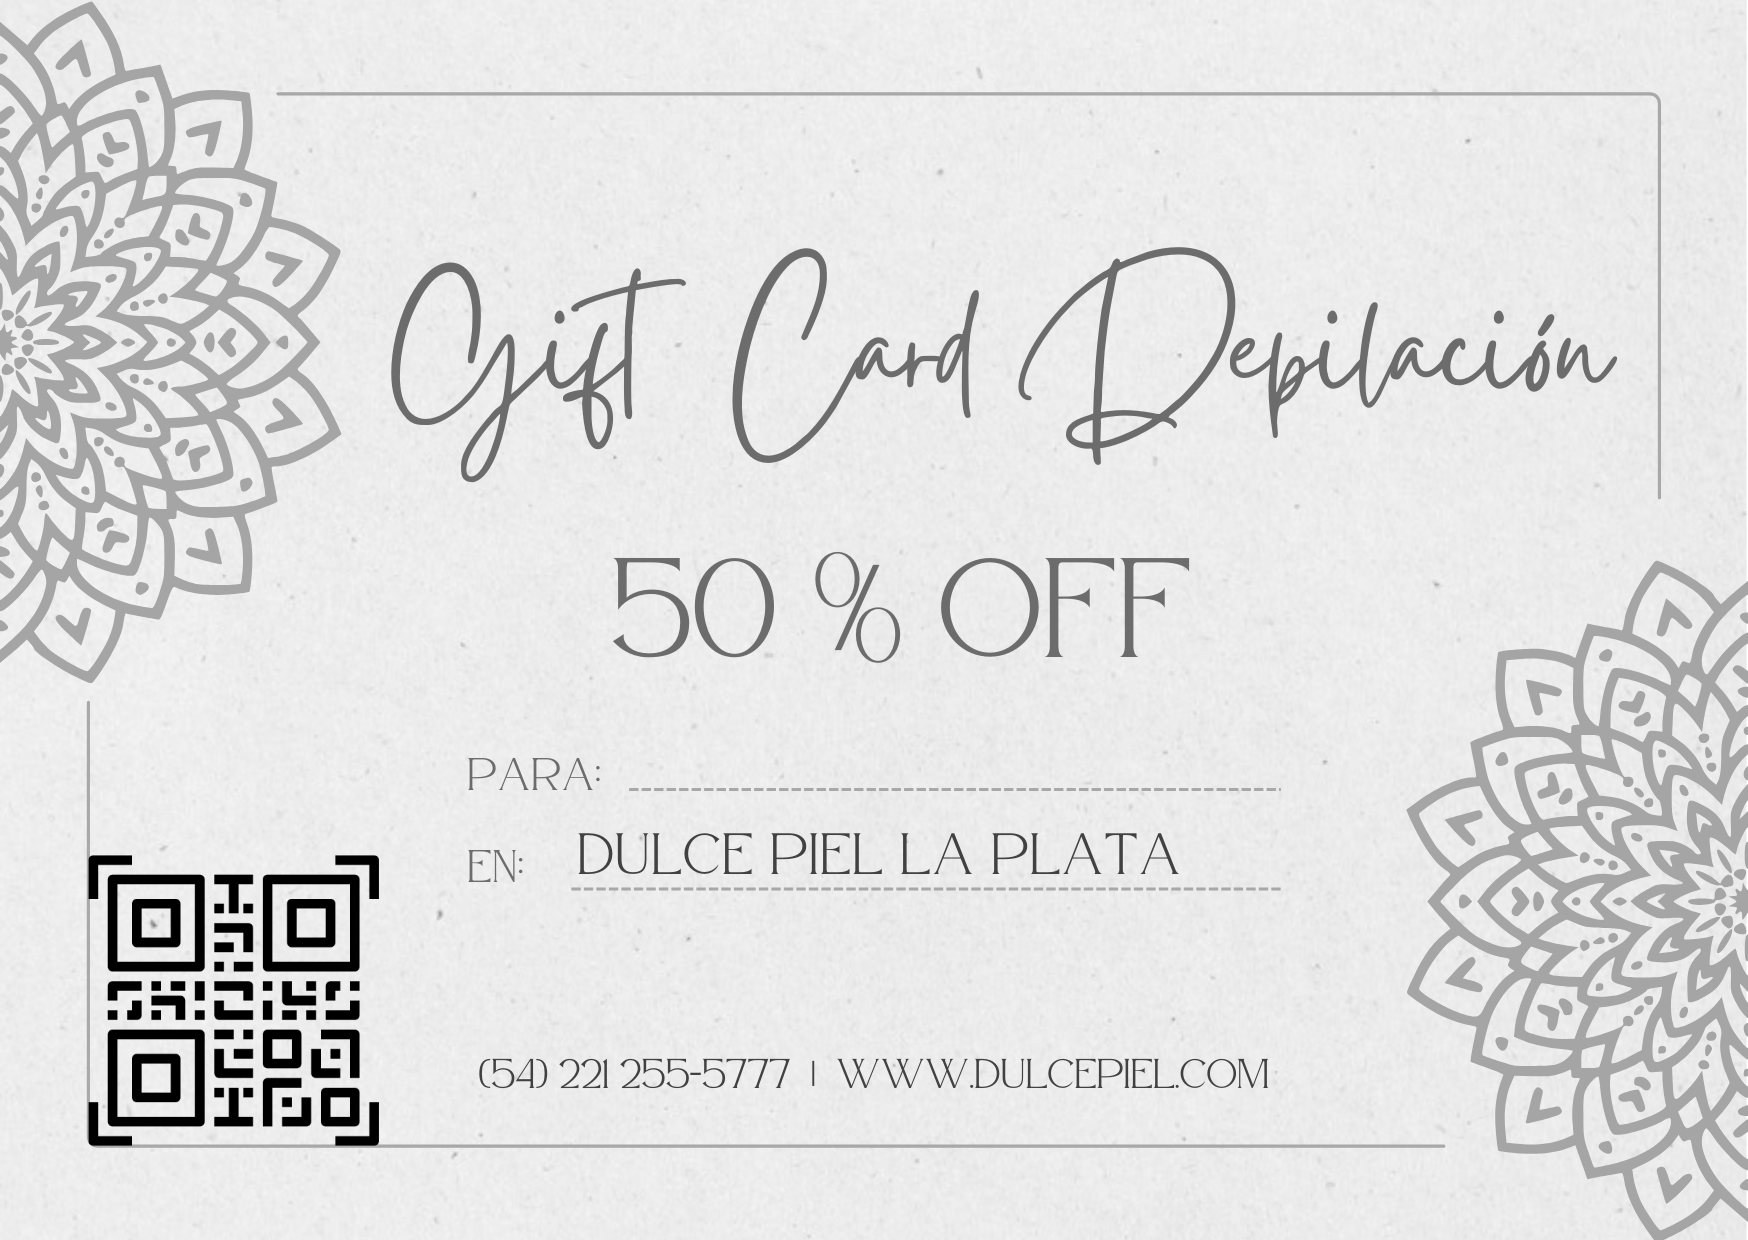 Gift Card Depilación
50 % OFF
PARA:
EN: DULCE PIEL LA PLATA
(54) 221 255-5777 | WWW.DULCEPIEL.COM